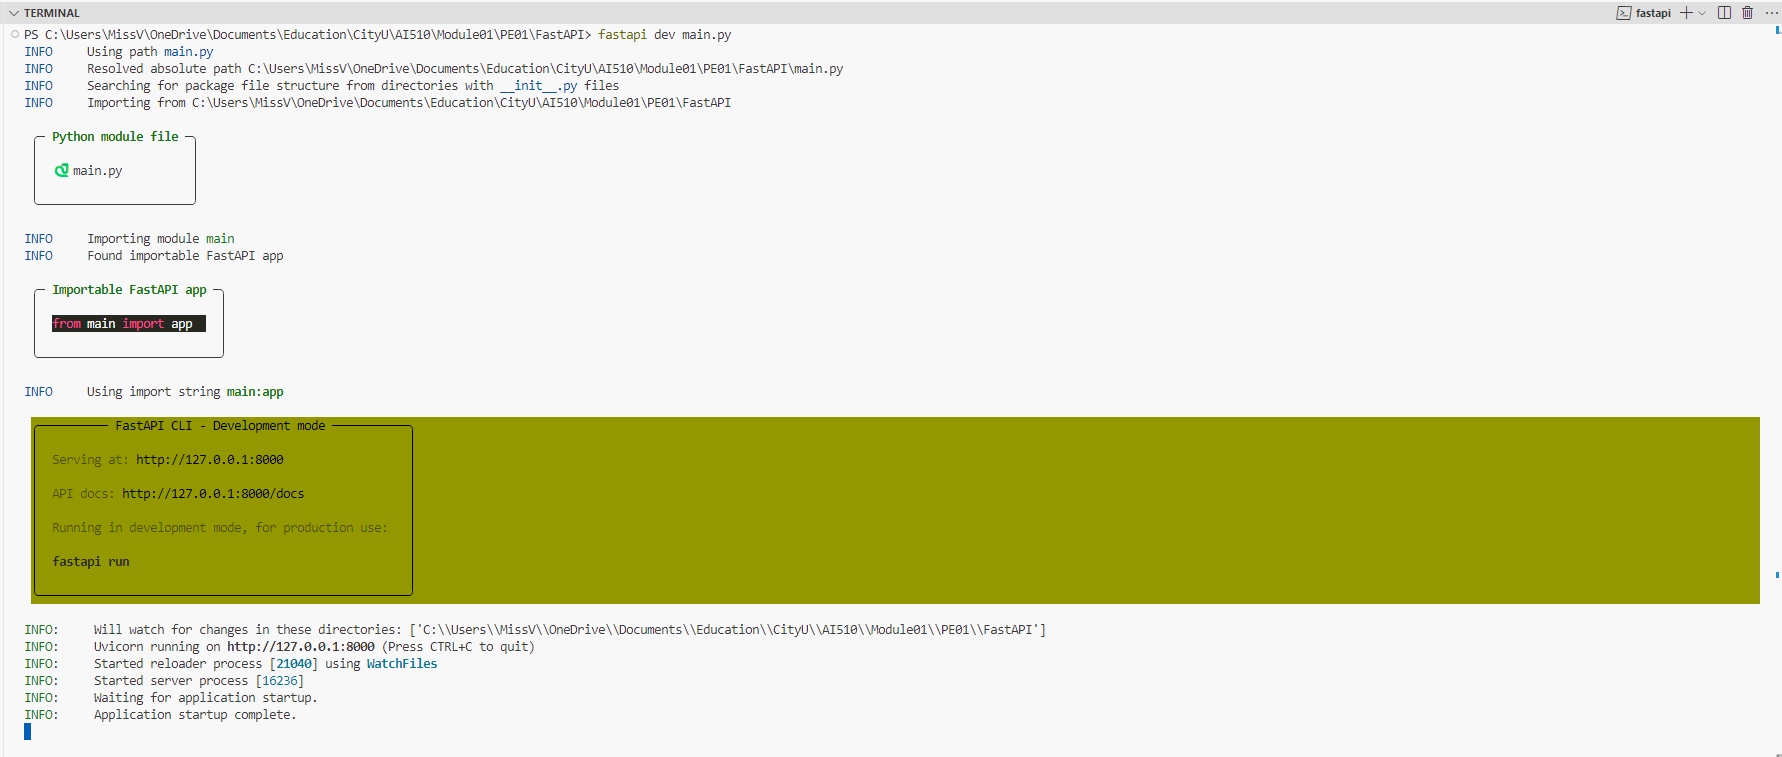 TERMINAL
fastapi
PS C:\Users\MissV\OneDrive\Documents\Education\CityU\AI510\Module01\PE01\FastAPI> fastapi dev main.py
INFO     Using path main.py
INFO     Resolved absolute path C:\Users\MissV\OneDrive\Documents\Education\CityU\AI510\Module01\PE01\FastAPI\main.py
INFO     Searching for package file structure from directories with __init__.py files
INFO     Importing from C:\Users\MissV\OneDrive\Documents\Education\CityU\AI510\Module01\PE01\FastAPI
Python module file
main.py
INFO     Importing module main
INFO     Found importable FastAPI app
Importable FastAPI app
from main import app
INFO     Using import string main:app
FastAPI CLI - Development mode
Serving at: http://127.0.0.1:8000
API docs: http://127.0.0.1:8000/docs
Running in development mode, for production use:
fastapi run
INFO:     Will watch for changes in these directories: ['C:\\Users\\MissV\\OneDrive\\Documents\\Education\\CityU\\AI510\\Module01\\PE01\\FastAPI']
INFO:     Uvicorn running on http://127.0.0.1:8000 (Press CTRL+C to quit)
INFO:     Started reloader process [21040] using WatchFiles
INFO:     Started server process [16236]
INFO:     Waiting for application startup.
INFO:     Application startup complete.